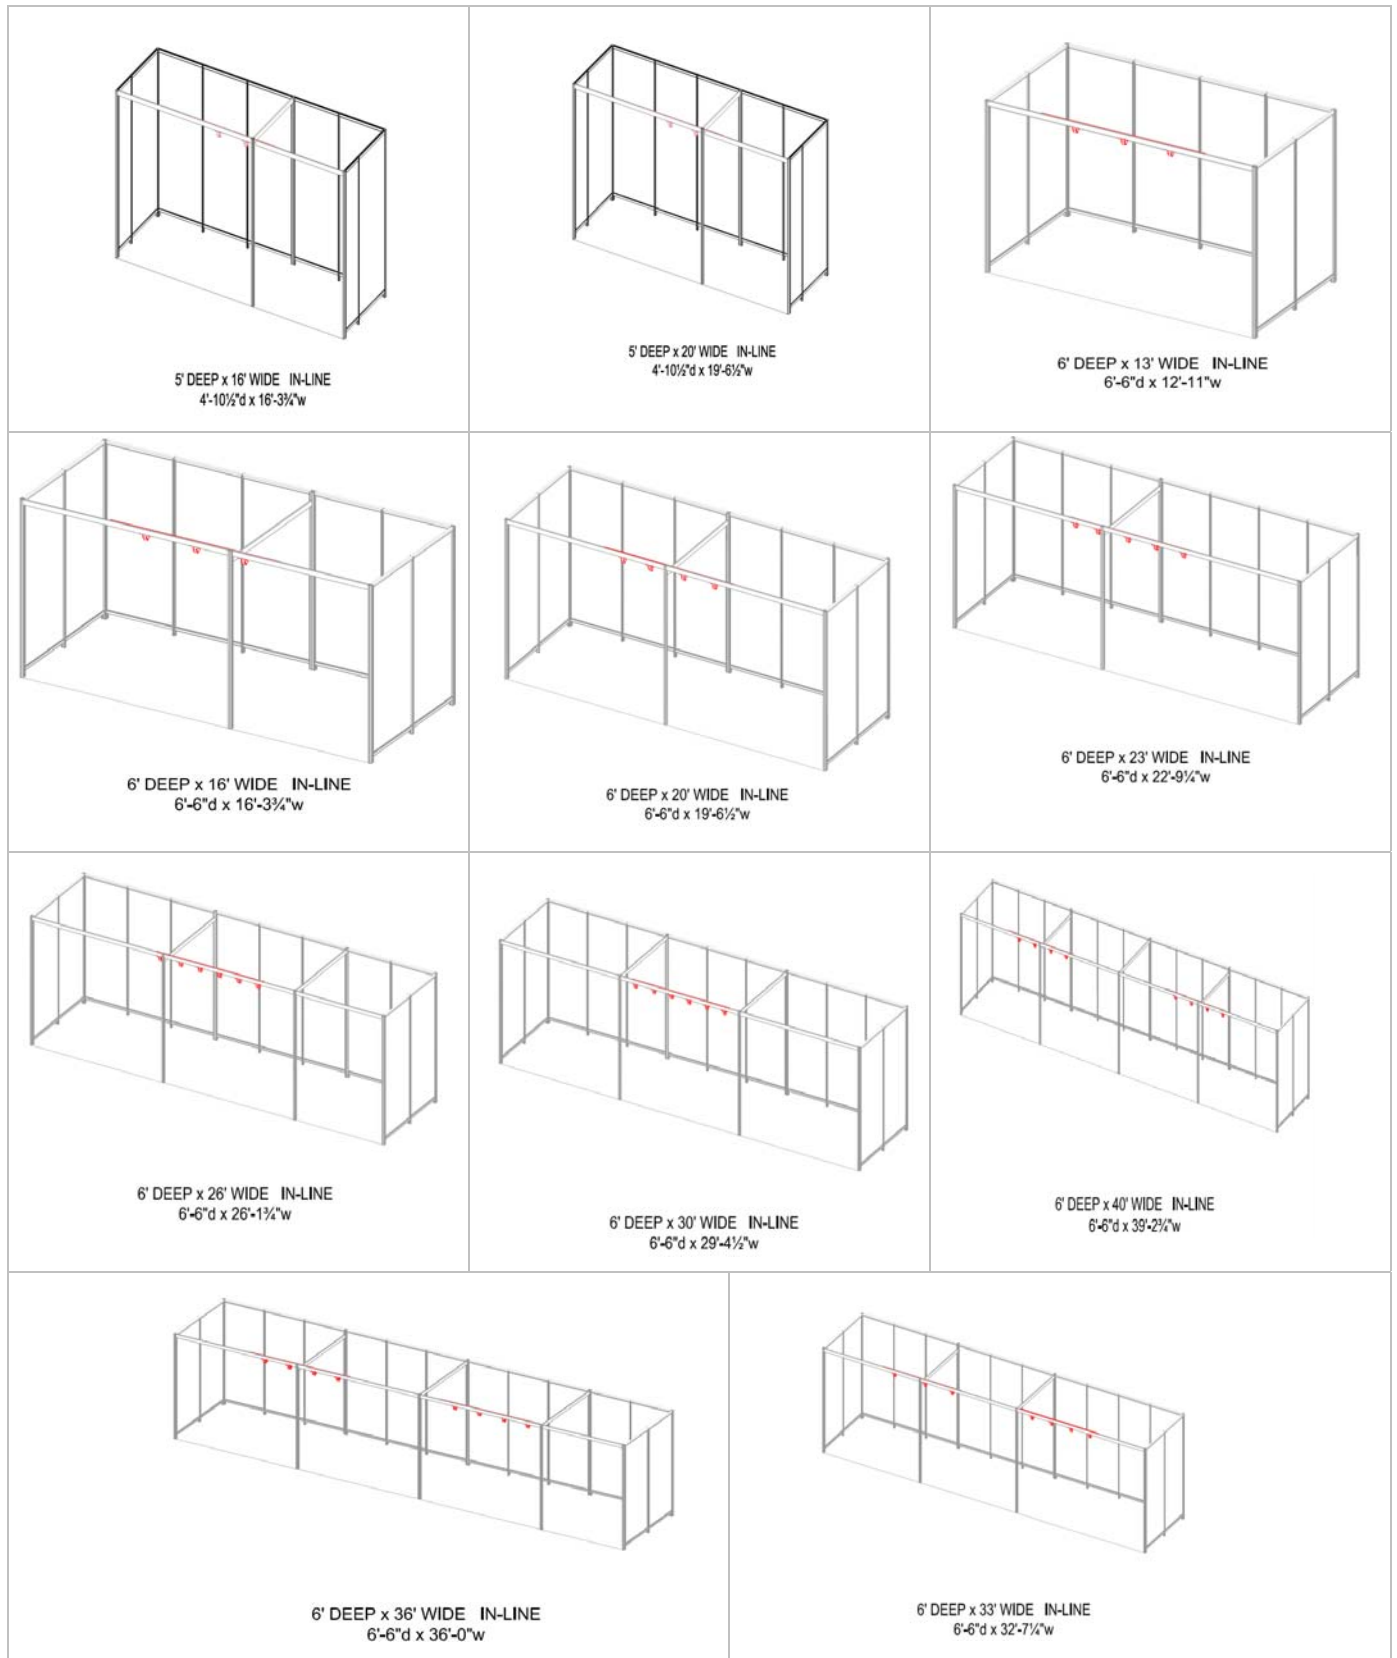 5' DEEP x 16' WIDE IN-LINE
4'-10½"d x 16'-3¾"w
5' DEEP x 20' WIDE IN-LINE
4'-10½"d x 19'-6½"w
6' DEEP x 13' WIDE IN-LINE
6'-6"d x 12'-11"w
6' DEEP x 16' WIDE IN-LINE
6'-6"d x 16'-3¾"w
6' DEEP x 20' WIDE IN-LINE
6'-6"d x 19'-6½"w
6' DEEP x 23' WIDE IN-LINE
6'-6"d x 22'-9¼"w
6' DEEP x 26' WIDE IN-LINE
6'-6"d x 26'-1¾"w
6' DEEP x 30' WIDE IN-LINE
6'-6"d x 29'-4½"w
6' DEEP x 40' WIDE IN-LINE
6'-6"d x 39'-2¾"w
6' DEEP x 36' WIDE IN-LINE
6'-6"d x 36'-0"w
6' DEEP x 33' WIDE IN-LINE
6'-6"d x 32'-7¼"w